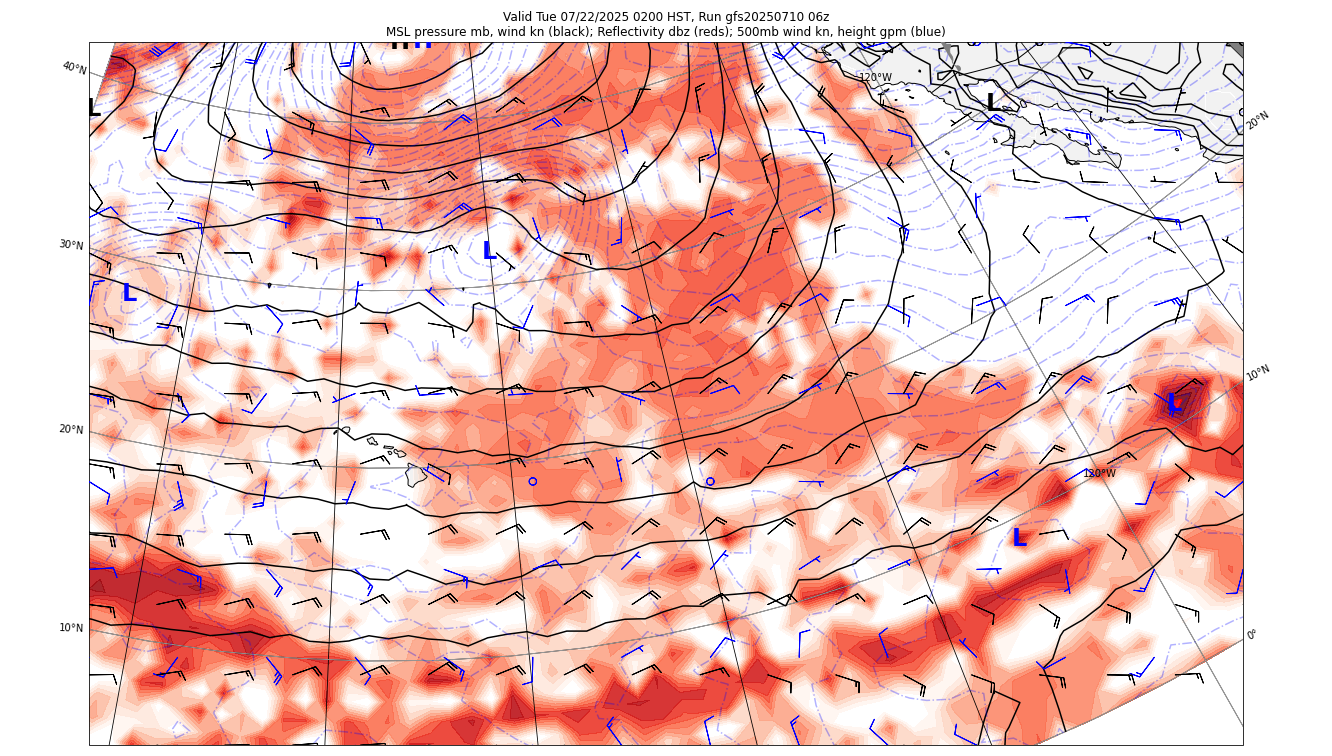 Valid Tue 07/22/2025 0200 HST, Run gfs20250710 06z
MSL pressure mb, wind kn (black); Reflectivity dbz (reds); 500mb wind kn, height gpm (blue)
40°N
120°W
L
L
20°N
30°N
L
L
10°N
L
20°N
120°W
L
10°N
0°